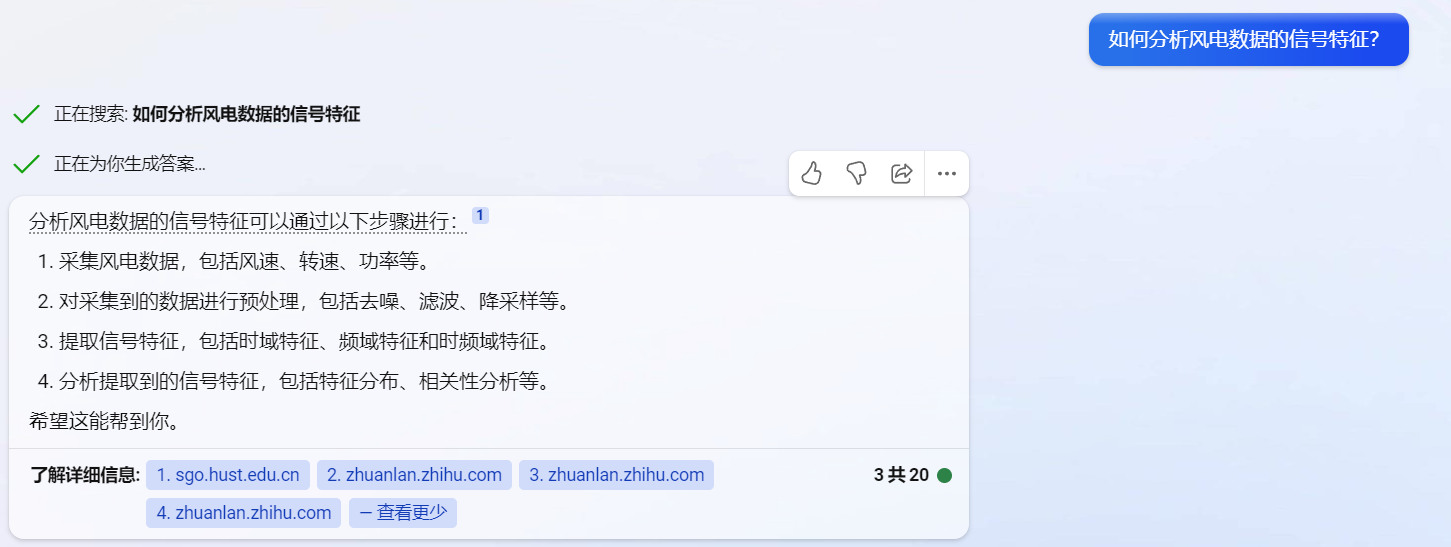 如何分析风电数据的信号特征？
正在搜索: 如何分析风电数据的信号特征
正在为你生成答案...
分析风电数据的信号特征可以通过以下步骤进行： 1
1. 采集风电数据，包括风速、转速、功率等。
2. 对采集到的数据进行预处理，包括去噪、滤波、降采样等。
3. 提取信号特征，包括时域特征、频域特征和时频域特征。
4. 分析提取到的信号特征，包括特征分布、相关性分析等。
希望这能帮到你。
了解详细信息: 1. sgo.hust.edu.cn 2. zhuanlan.zhihu.com 3. zhuanlan.zhihu.com 3 共 20
4. zhuanlan.zhihu.com — 查看更少